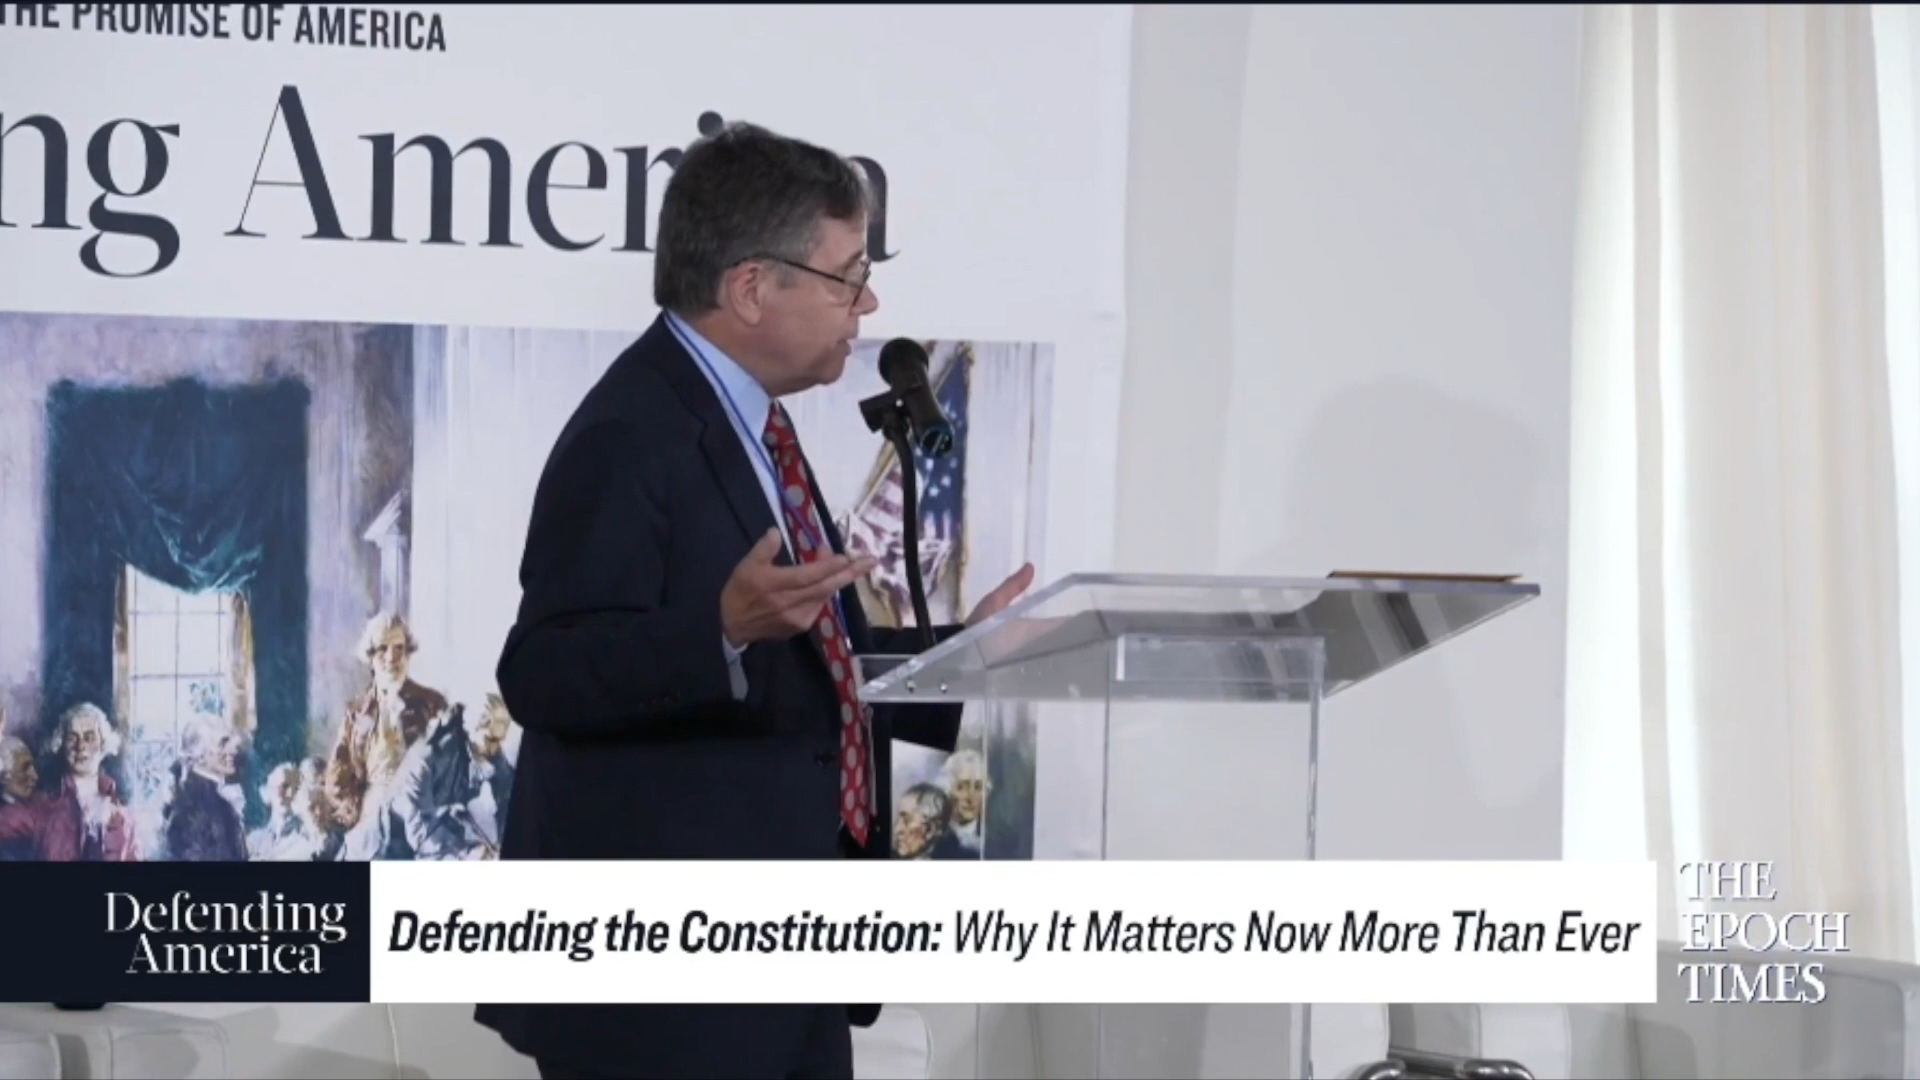 THE PROMISE OF AMERICA
ng America
Defending
America
Defending the Constitution: Why It Matters Now More Than Ever
THE
EPOCH
TIMES